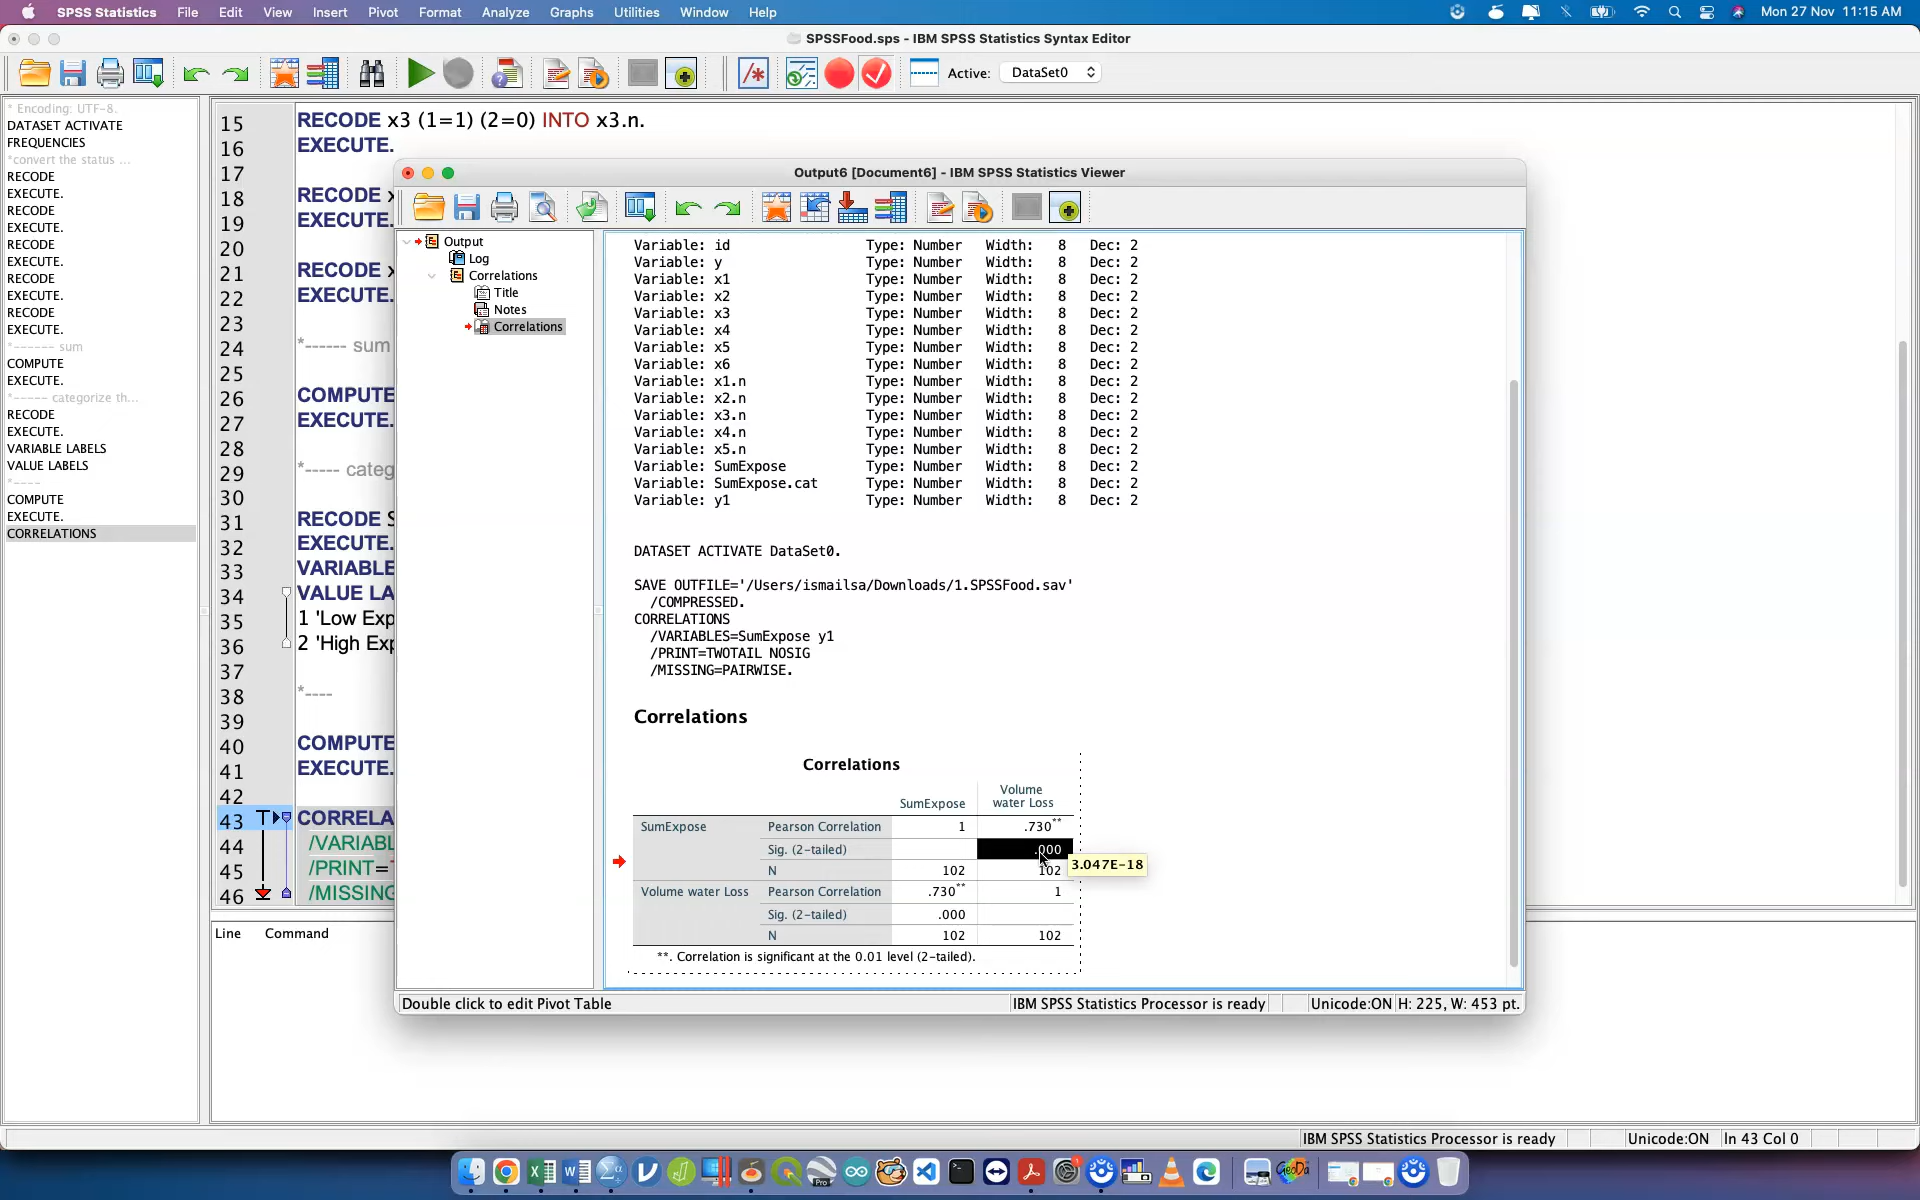 SPSS Statistics File Edit View Insert Pivot Format Analyze Graphs Utilities Window Help Mon 27 Nov 11:15 AM
SPSSFood.sps - IBM SPSS Statistics Syntax Editor
Active: DataSet0
* Encoding: UTF-8.
DATASET ACTIVATE
FREQUENCIES
*convert the status ...
RECODE
EXECUTE.
RECODE
EXECUTE.
RECODE
EXECUTE.
RECODE
EXECUTE.
RECODE
EXECUTE.
*------ sum
COMPUTE
EXECUTE.
*----- categorize th...
RECODE
EXECUTE.
VARIABLE LABELS
VALUE LABELS
*----
COMPUTE
EXECUTE.
CORRELATIONS
15 RECODE x3 (1=1) (2=0) INTO x3.n.
16 EXECUTE.
17
18 RECODE x
19 EXECUTE.
20
21 RECODE x
22 EXECUTE.
23
24 *------ sum
25
26 COMPUTE
27 EXECUTE.
28
29 *----- categ
30
31 RECODE S
32 EXECUTE.
33 VARIABLE
34 VALUE LA
35 1 'Low Exp
36 2 'High Exp
37
38 *----
39
40 COMPUTE
41 EXECUTE.
42
43 CORRELA
44 /VARIABL
45 /PRINT=
46 /MISSING
Line Command
Output6 [Document6] - IBM SPSS Statistics Viewer
Output
Log
Correlations
Title
Notes
Correlations
Variable: id Type: Number Width: 8 Dec: 2
Variable: y Type: Number Width: 8 Dec: 2
Variable: x1 Type: Number Width: 8 Dec: 2
Variable: x2 Type: Number Width: 8 Dec: 2
Variable: x3 Type: Number Width: 8 Dec: 2
Variable: x4 Type: Number Width: 8 Dec: 2
Variable: x5 Type: Number Width: 8 Dec: 2
Variable: x6 Type: Number Width: 8 Dec: 2
Variable: x1.n Type: Number Width: 8 Dec: 2
Variable: x2.n Type: Number Width: 8 Dec: 2
Variable: x3.n Type: Number Width: 8 Dec: 2
Variable: x4.n Type: Number Width: 8 Dec: 2
Variable: x5.n Type: Number Width: 8 Dec: 2
Variable: SumExpose Type: Number Width: 8 Dec: 2
Variable: SumExpose.cat Type: Number Width: 8 Dec: 2
Variable: y1 Type: Number Width: 8 Dec: 2
DATASET ACTIVATE DataSet0.
SAVE OUTFILE='/Users/ismailsa/Downloads/1.SPSSFood.sav'
/COMPRESSED.
CORRELATIONS
/VARIABLES=SumExpose y1
/PRINT=TWOTAIL NOSIG
/MISSING=PAIRWISE.
Correlations
Correlations
SumExpose Volume water Loss
SumExpose Pearson Correlation 1 .730**
Sig. (2-tailed) .000
3.047E-18
N 102 102
Volume water Loss Pearson Correlation .730** 1
Sig. (2-tailed) .000
N 102 102
**. Correlation is significant at the 0.01 level (2-tailed).
Double click to edit Pivot Table IBM SPSS Statistics Processor is ready Unicode:ON H: 225, W: 453 pt.
IBM SPSS Statistics Processor is ready Unicode:ON In 43 Col 0
Pro
GeoDa